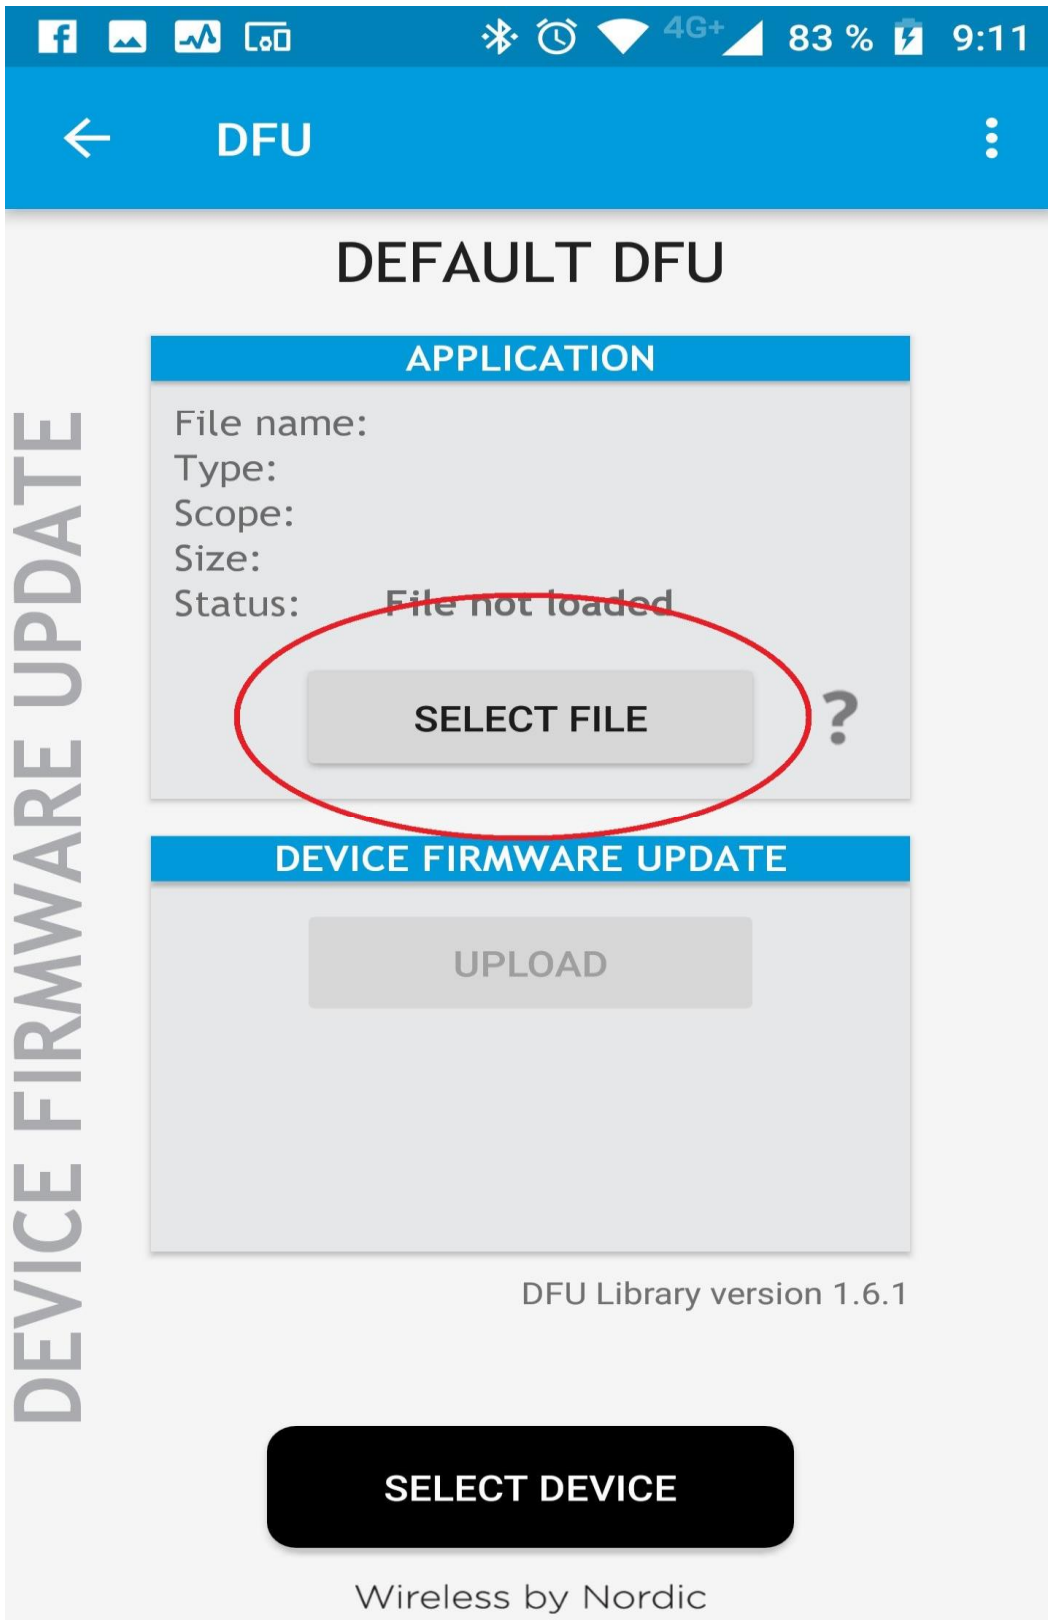 4G+ 83 % 9:11
DFU
DEFAULT DFU
APPLICATION
File name:
Type:
Scope:
Size:
Status: File not loaded
SELECT FILE ?
DEVICE FIRMWARE UPDATE
UPLOAD
DFU Library version 1.6.1
SELECT DEVICE
Wireless by Nordic
DEVICE FIRMWARE UPDATE